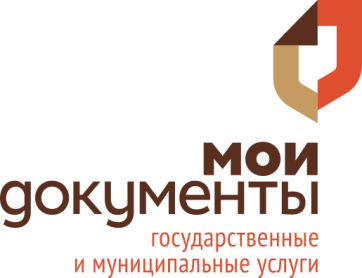 мои
документы
государственные
и муниципальные услуги